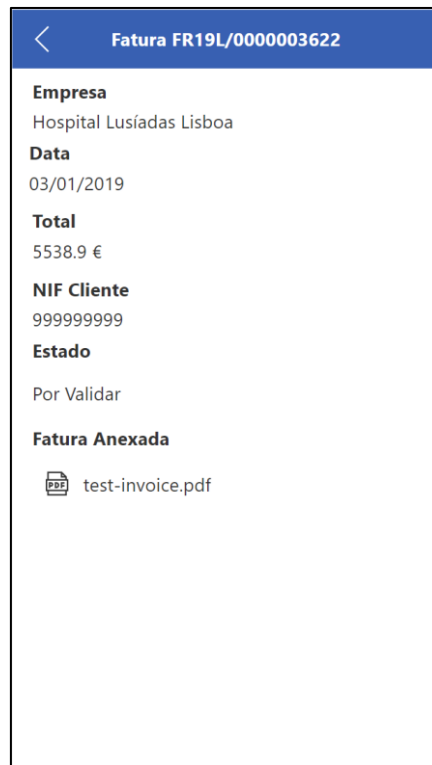 Fatura FR19L/0000003622
Empresa
Hospital Lusíadas Lisboa
Data
03/01/2019
Total
5538.9 €
NIF Cliente
999999999
Estado
Por Validar
Fatura Anexada
PDF test-invoice.pdf